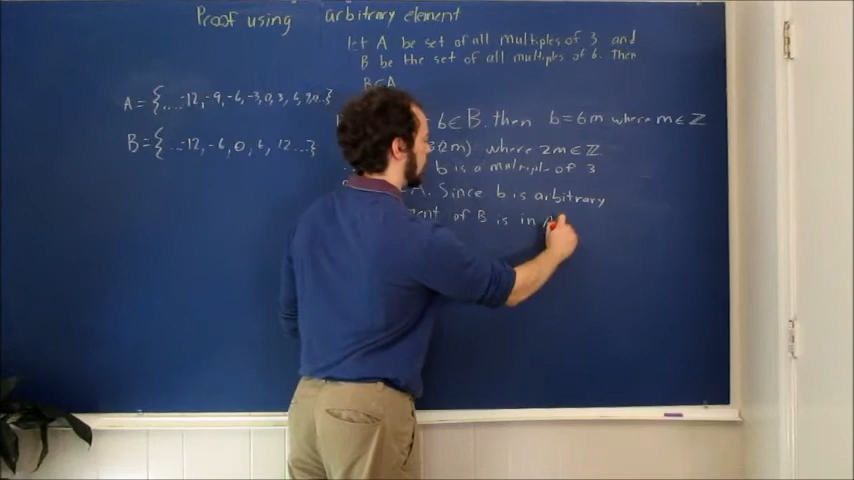 Proof using arbitrary element
let A be set of all multiples of 3 and
B be the set of all multiples of 6. Then
B⊂A
A = {.....-12,-9,-6,-3,0,3,6,9,12...}
b∈B. then b=6m where m∈ℤ
B={...-12,-6,0,6,12...}
(2m) where 2m∈ℤ
b is a multiple of 3
A. Since b is arbitrary
of B is in A